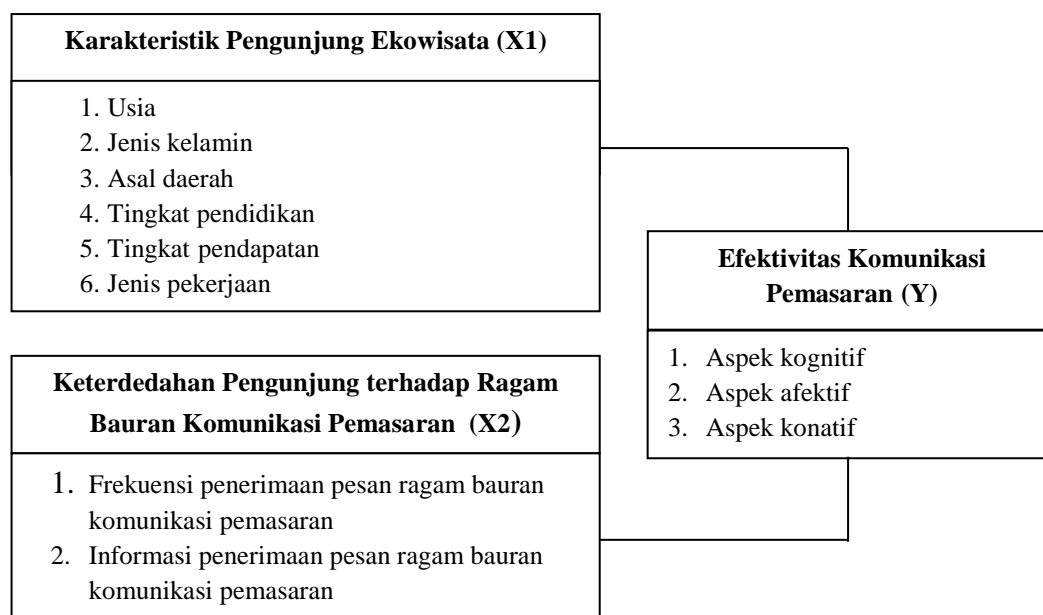 Karakteristik Pengunjung Ekowisata (X1)
1. Usia
2. Jenis kelamin
3. Asal daerah
4. Tingkat pendidikan
5. Tingkat pendapatan
6. Jenis pekerjaan
Efektivitas Komunikasi
Pemasaran (Y)
1. Aspek kognitif
2. Aspek afektif
3. Aspek konatif
Keterdedahan Pengunjung terhadap Ragam
Bauran Komunikasi Pemasaran (X2)
1. Frekuensi penerimaan pesan ragam bauran
komunikasi pemasaran
2. Informasi penerimaan pesan ragam bauran
komunikasi pemasaran